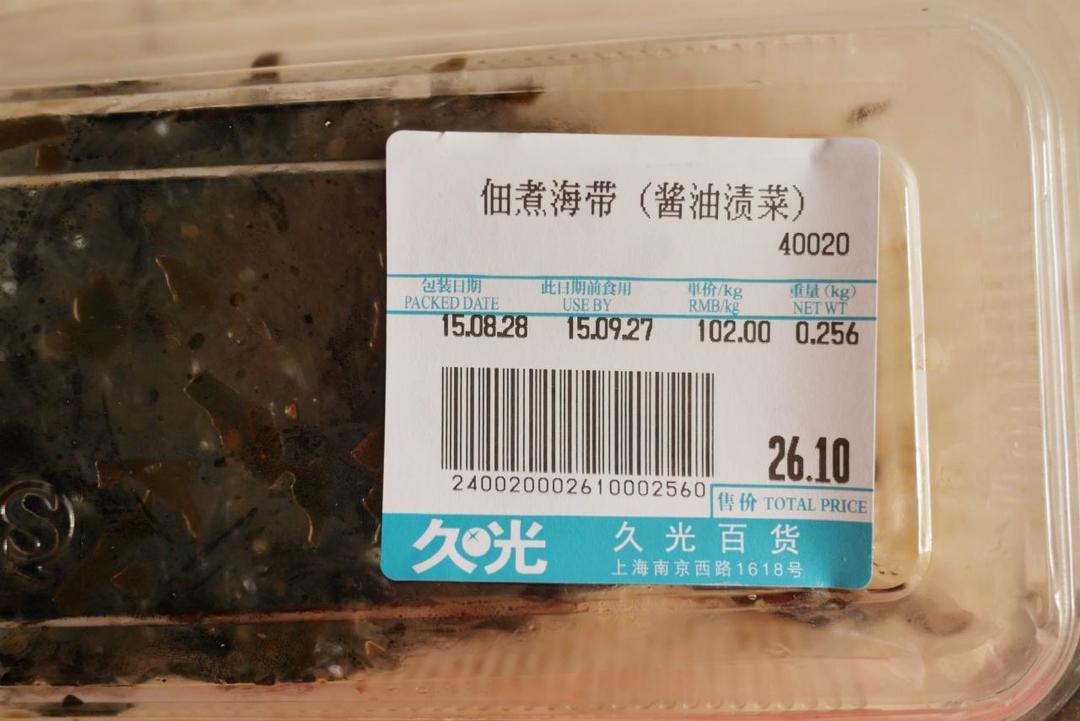 佃煮海带（酱油渍菜）
40020
包装日期 此日期前食用 单价/kg 重量(kg)
PACKED DATE USE BY RMB/kg NET WT
15.08.28 15.09.27 102.00 0.256
26.10
240020002610002560
售价 TOTAL PRICE
久光 久光百货
上海南京西路1618号
S